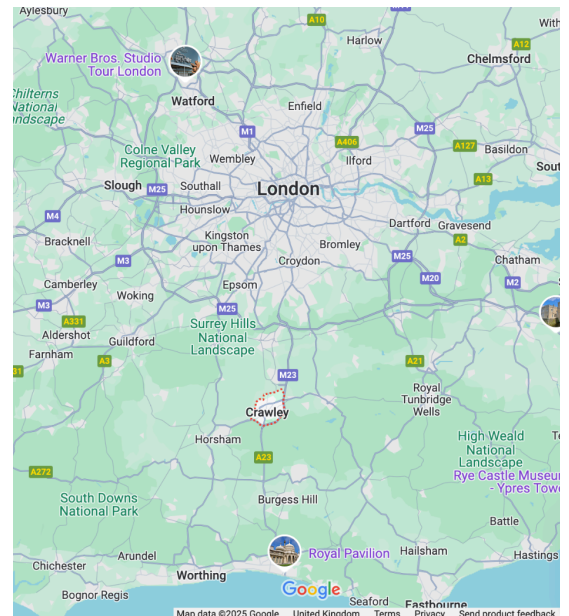 Aylesbury
A10
Harlow
With
A12
Chelmsford
Warner Bros. Studio
Tour London
Chilterns
National
Landscape
Watford
Enfield
M1
A406
M25
Colne Valley
Regional Park
Wembley
Ilford
A127
Basildon
Sout
A13
Slough
M25
Southall
London
Hounslow
M4
Dartford
Gravesend
Bracknell
Kingston
upon Thames
Bromley
A2
M3
Croydon
M25
Chatham
Camberley
Epsom
M20
M2
Woking
M3
M25
A331
Surrey Hills
National
Landscape
Aldershot
Guildford
Farnham
A3
A21
31
M23
Royal
Tunbridge
Wells
Crawley
Horsham
High Weald
National
Landscape
Te
A23
A272
Rye Castle Museum
- Ypres Tow
South Downs
National Park
Burgess Hill
Battle
Royal Pavilion
Hailsham
Hastings
Arundel
Chichester
Worthing
Google
Bognor Regis
Seaford
Eastbourne
Map data ©2025 Google United Kingdom Terms Privacy Send product feedback